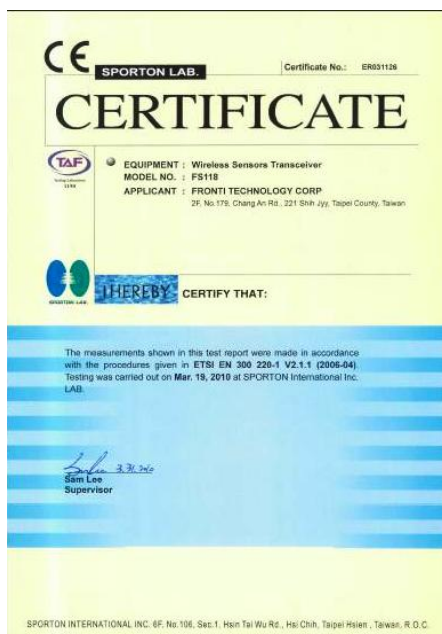 CE SPORTON LAB. Certificate No.: ER031126
CERTIFICATE
TAF
Testing Laboratory
EQUIPMENT : Wireless Sensors Transceiver
MODEL NO. : FS118
APPLICANT : FRONTI TECHNOLOGY CORP
2F, No.179, Chang An Rd., 221 Shih Jyy, Taipei County, Taiwan
SPORTON LAB.
I HEREBY CERTIFY THAT:
The measurements shown in this test report were made in accordance
with the procedures given in ETSI EN 300 220-1 V2.1.1 (2006-04).
Testing was carried out on Mar. 19, 2010 at SPORTON International Inc.
LAB.
Sam Lee
Supervisor
SPORTON INTERNATIONAL INC. 6F, No.106, Sec.1, Hsin Tai Wu Rd., Hsi Chih, Taipei Hsien , Taiwan, R.O.C.